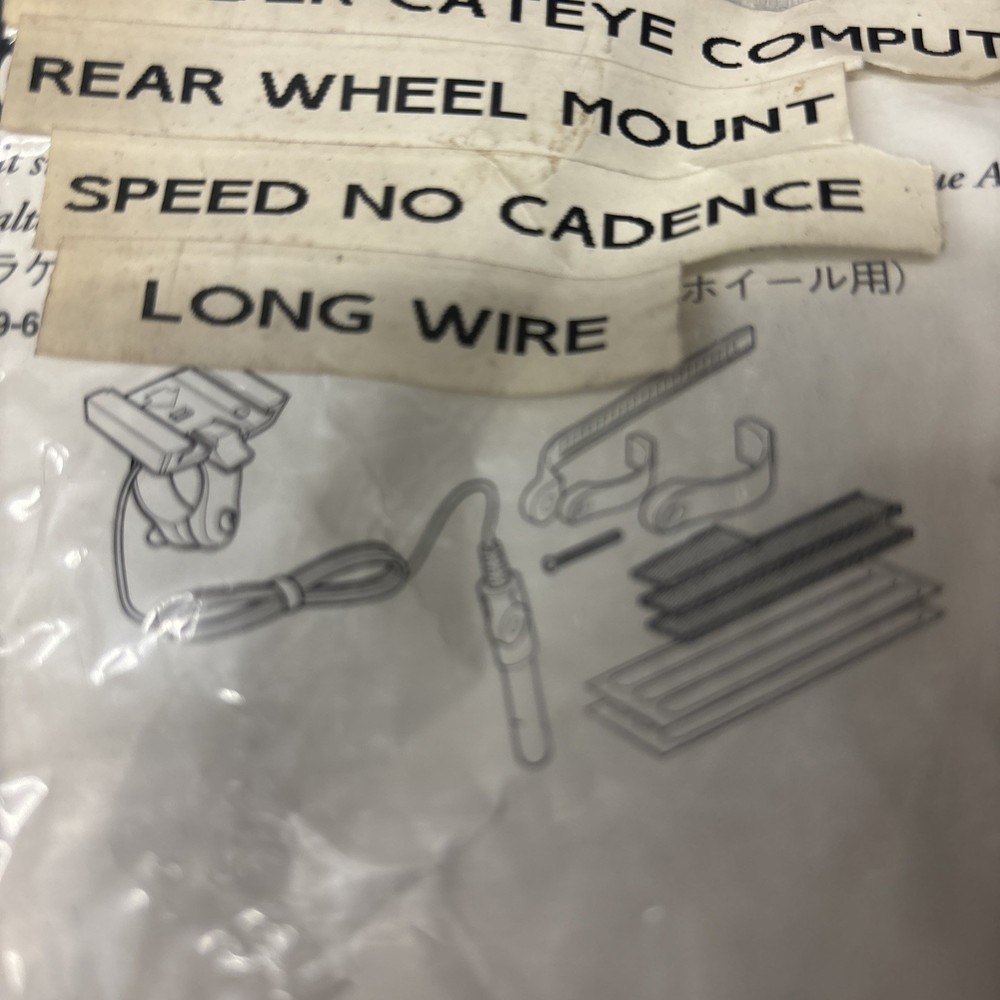 CATEYE COMPUT
REAR WHEEL MOUNT
SPEED NO CADENCE
LONG WIRE
ホイール用)